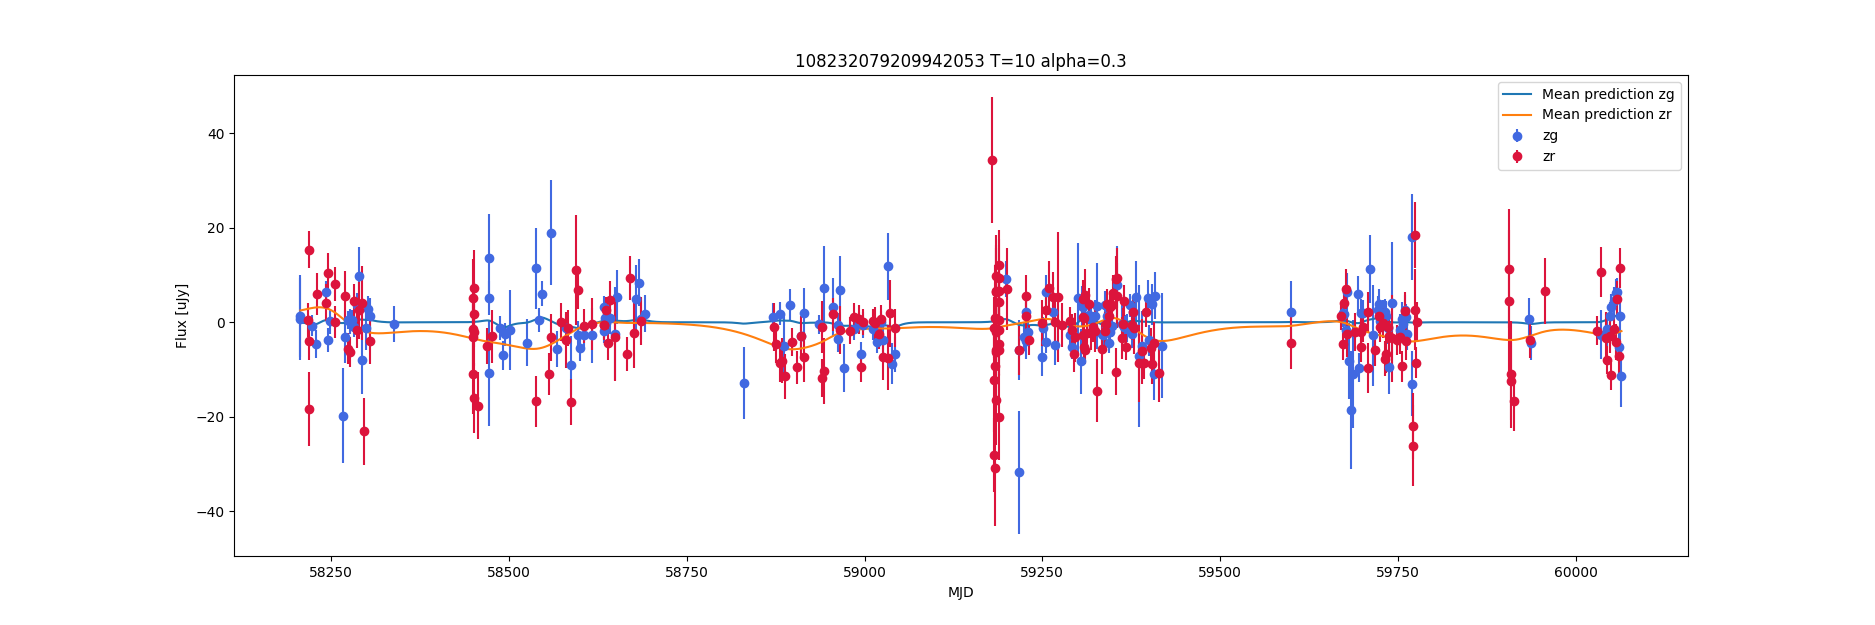 108232079209942053 T=10 alpha=0.3
Mean prediction zg
Mean prediction zr
zg
zr
Flux [uJy]
40
20
0
−20
−40
58250 58500 58750 59000 59250 59500 59750 60000
MJD